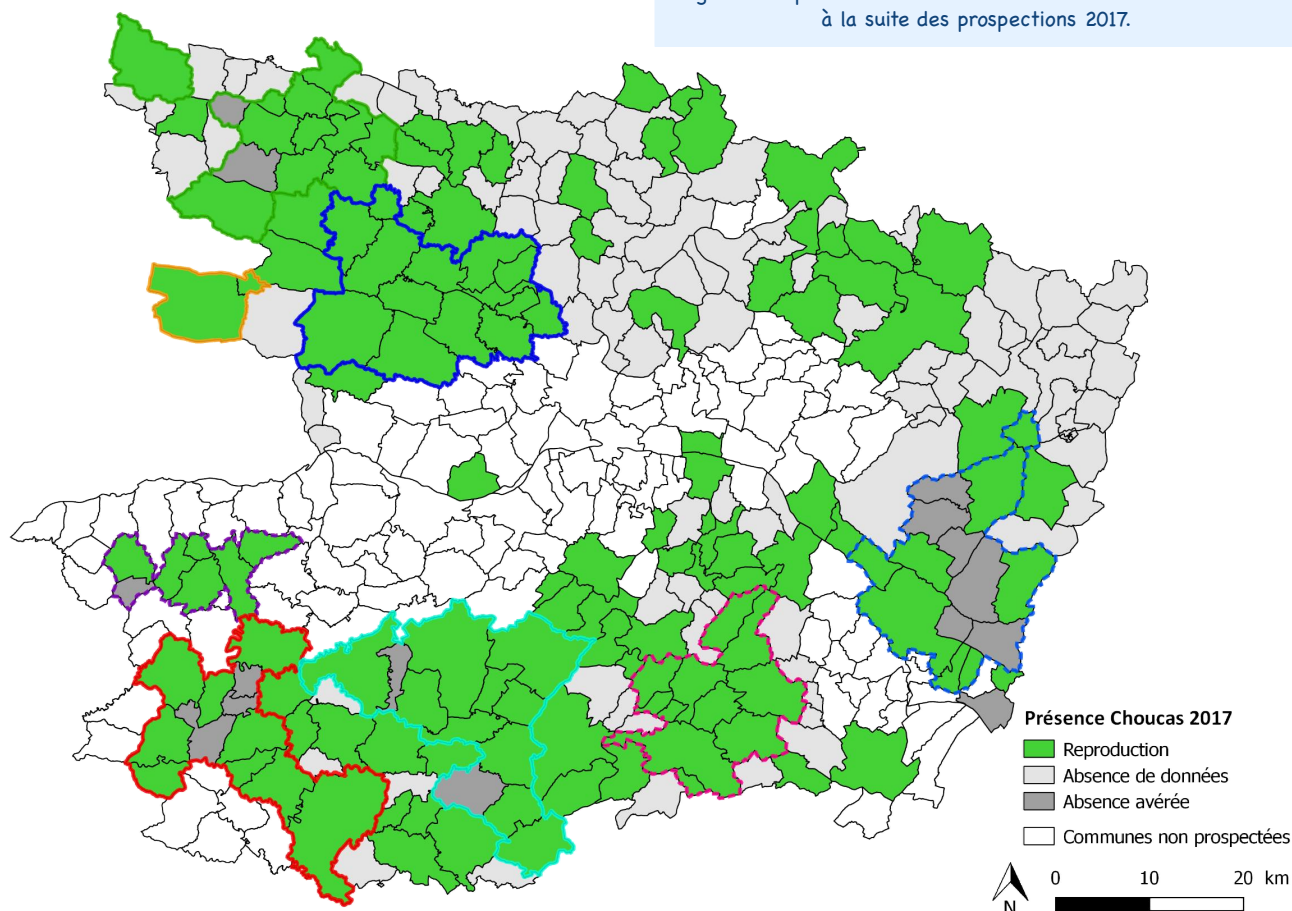 à la suite des prospections 2017.
Présence Choucas 2017
Reproduction
Absence de données
Absence avérée
Communes non prospectées
0 10 20 km
N